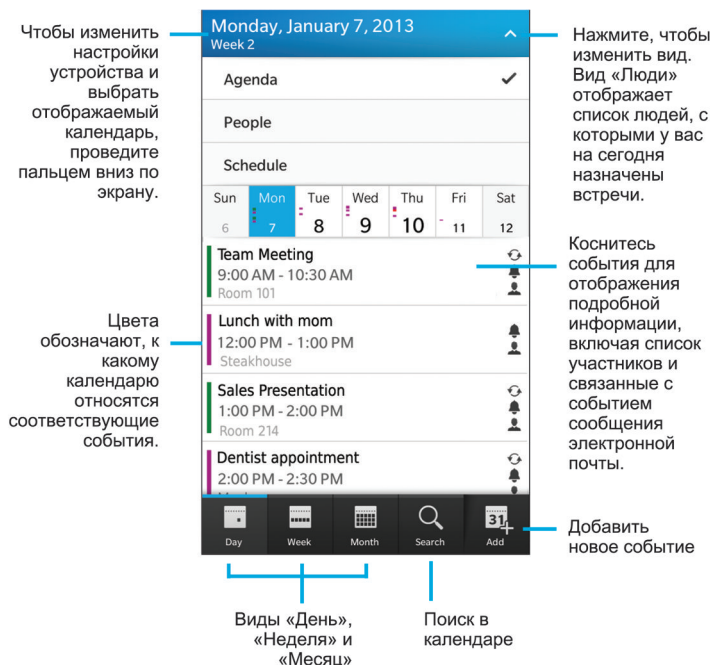 Чтобы изменить
настройки
устройства и
выбрать
отображаемый
календарь,
проведите
пальцем вниз по
экрану.
Monday, January 7, 2013
Week 2
Agenda
People
Schedule
Sun Mon Tue Wed Thu Fri Sat
6 7 8 9 10 11 12
Team Meeting
9:00 AM - 10:30 AM
Room 101
Lunch with mom
12:00 PM - 1:00 PM
Steakhouse
Sales Presentation
1:00 PM - 2:00 PM
Room 214
Dentist appointment
2:00 PM - 2:30 PM
31
Day Week Month Search Add
Нажмите, чтобы
изменить вид.
Вид «Люди»
отображает
список людей, с
которыми у вас
на сегодня
назначены
встречи.
Коснитесь
события для
отображения
подробной
информации,
включая список
участников и
связанные с
событием
сообщения
электронной
почты.
Цвета
обозначают, к
какому
календарю
относятся
соответствующие
события.
Добавить
новое событие
Виды «День»,
«Неделя» и
«Месяц»
Поиск в
календаре